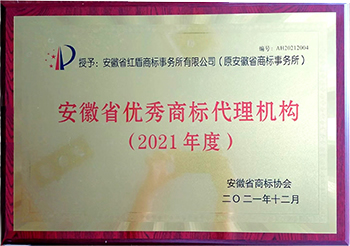 编号：AH20212004
授予：安徽省红盾商标事务所有限公司（原安徽省商标事务所）
安徽省优秀商标代理机构
（2021年度）
安徽省商标协会
二〇二一年十二月